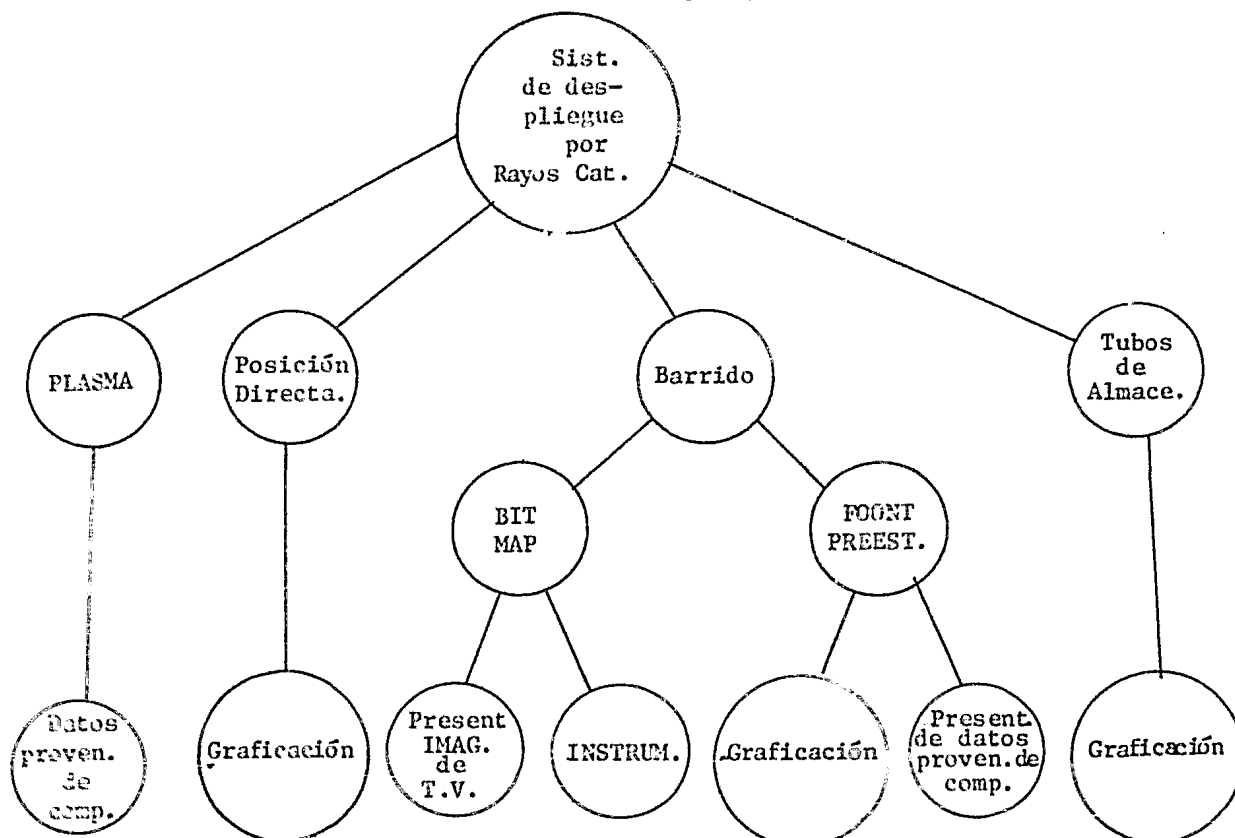 Sist.
de des-
pliegue
por
Rayos Cat.
PLASMA
Posición
Directa.
Barrido
Tubos
de
Almace.
BIT
MAP
FOONT
PREEST.
Datos
proven.
de
comp.
Graficación
Present
IMAG.
de
T.V.
INSTRUM.
Graficación
Present.
de datos
proven.de
comp.
Graficación